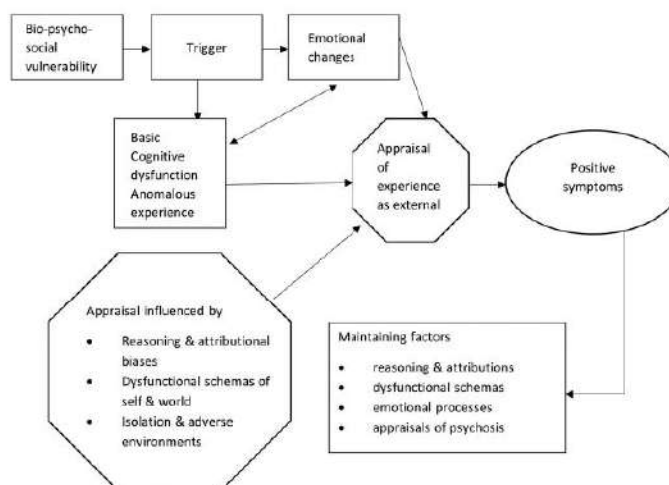 Bio-psycho-
social
vulnerability
Trigger
Emotional
changes
Basic
Cognitive
dysfunction
Anomalous
experience
Appraisal
of
experience
as external
Positive
symptoms
Appraisal influenced by
• Reasoning & attributional
biases
• Dysfunctional schemas of
self & world
• Isolation & adverse
environments
Maintaining factors
• reasoning & attributions
• dysfunctional schemas
• emotional processes
• appraisals of psychosis